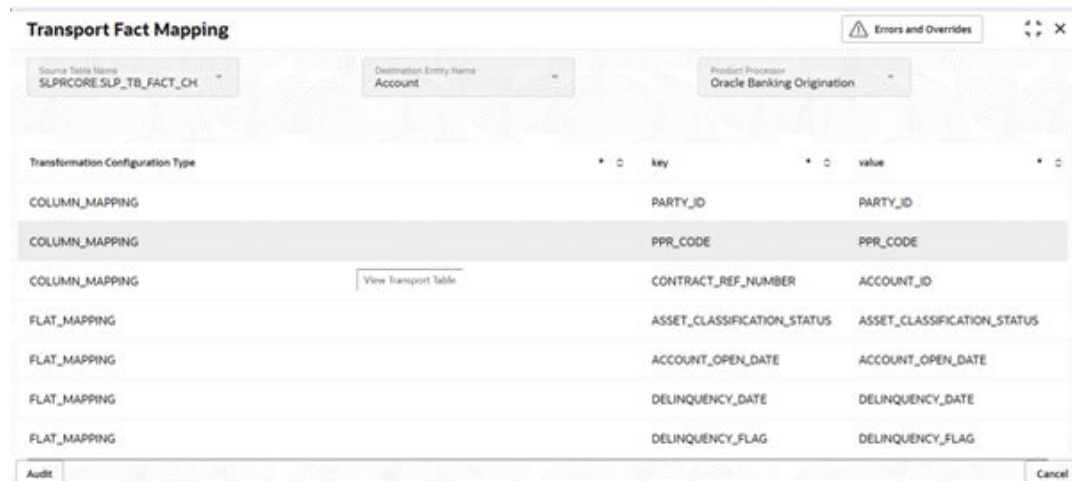 Transport Fact Mapping
Errors and Overrides
Source Table Name
SLPRCORE.SLP_TB_FACT_CH
Destination Entity Name
Account
Product Processor
Oracle Banking Origination
Transformation Configuration Type * key * value *
COLUMN_MAPPING PARTY_ID PARTY_ID
COLUMN_MAPPING PPR_CODE PPR_CODE
COLUMN_MAPPING CONTRACT_REF_NUMBER ACCOUNT_ID
View Transport Table
FLAT_MAPPING ASSET_CLASSIFICATION_STATUS ASSET_CLASSIFICATION_STATUS
FLAT_MAPPING ACCOUNT_OPEN_DATE ACCOUNT_OPEN_DATE
FLAT_MAPPING DELINQUENCY_DATE DELINQUENCY_DATE
FLAT_MAPPING DELINQUENCY_FLAG DELINQUENCY_FLAG
Audit
Cancel